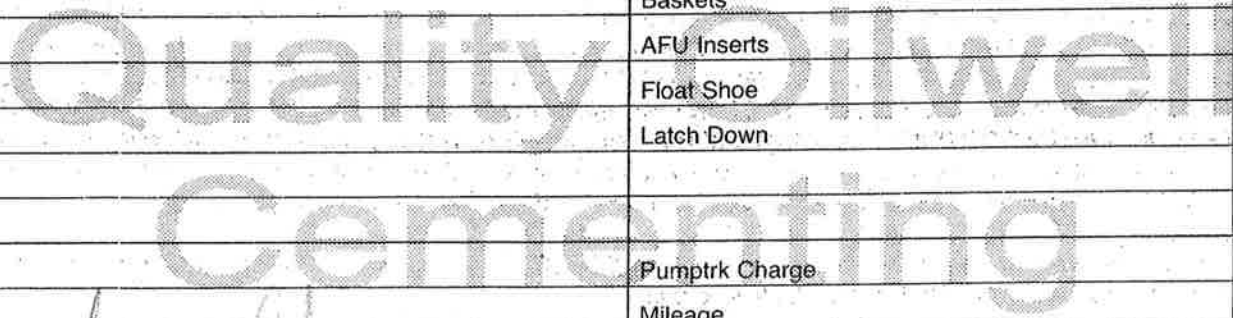 Baskets
Quality Oilwell
AFU Inserts
Float Shoe
Latch Down
Cementing
Pumptrk Charge
Mileage